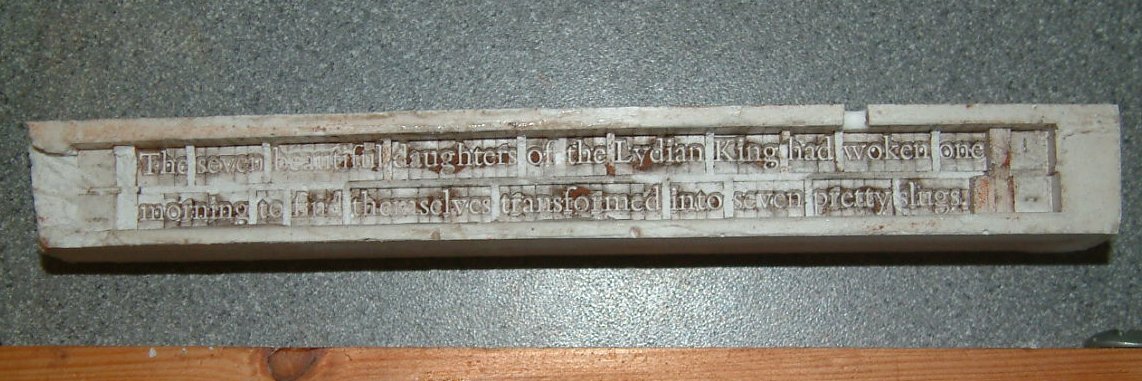 The seven beautiful daughters of the Lydian King had woken one
morning to find themselves transformed into seven pretty slugs.